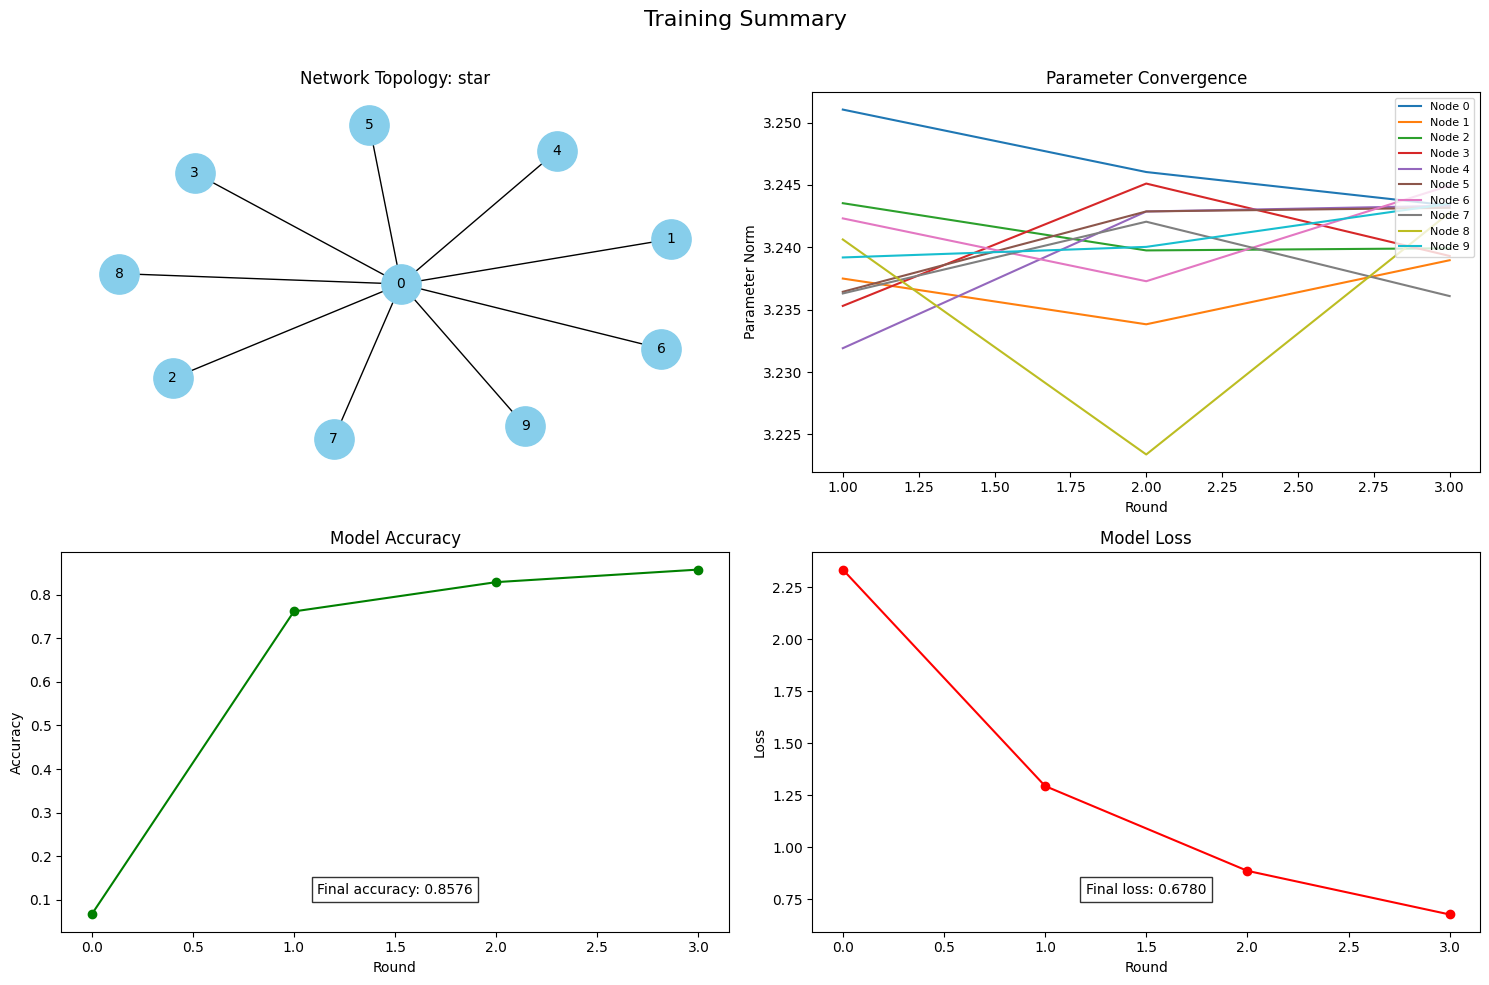 Training Summary
Network Topology: star
5
4
3
1
8
0
6
2
9
7
Parameter Convergence
Parameter Norm
3.250
3.245
3.240
3.235
3.230
3.225
Node 0
Node 1
Node 2
Node 3
Node 4
Node 5
Node 6
Node 7
Node 8
Node 9
1.00 1.25 1.50 1.75 2.00 2.25 2.50 2.75 3.00
Round
Model Accuracy
Accuracy
0.8
0.7
0.6
0.5
0.4
0.3
0.2
0.1
Final accuracy: 0.8576
0.0 0.5 1.0 1.5 2.0 2.5 3.0
Round
Model Loss
Loss
2.25
2.00
1.75
1.50
1.25
1.00
0.75
Final loss: 0.6780
0.0 0.5 1.0 1.5 2.0 2.5 3.0
Round